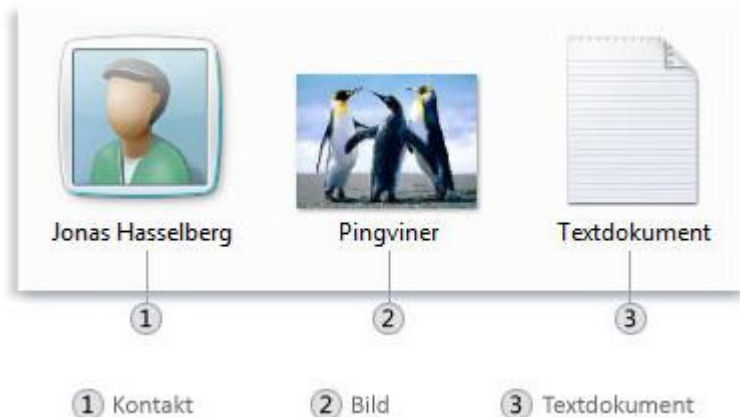 Jonas Hasselberg Pingviner Textdokument
1 2 3
1 Kontakt 2 Bild 3 Textdokument